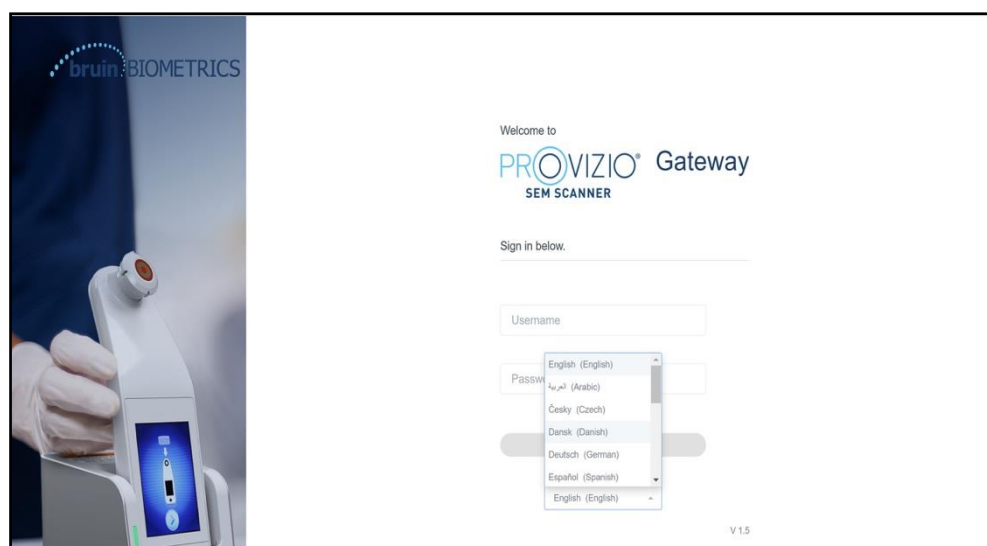 bruin BIOMETRICS
Welcome to
PROVIZIO® Gateway
SEM SCANNER
Sign in below.
Username
Passwo
English (English)
العربية (Arabic)
Česky (Czech)
Dansk (Danish)
Deutsch (German)
Español (Spanish)
English (English)
V 1.5